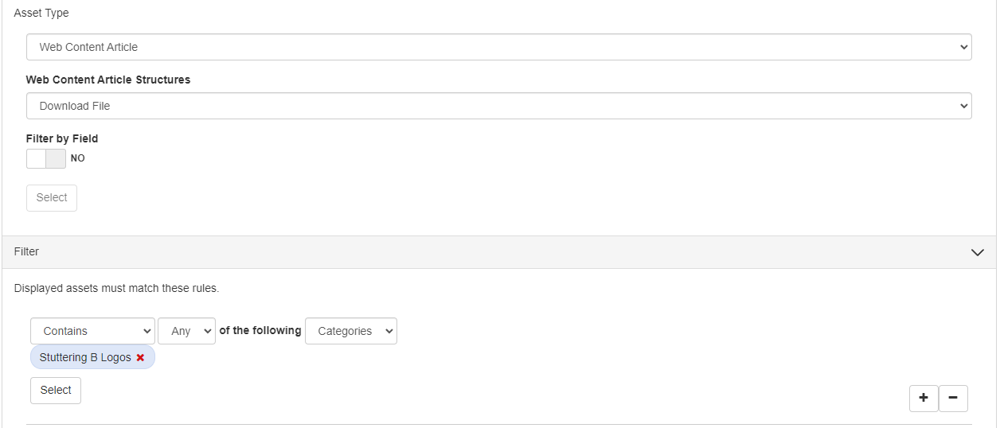 Asset Type
Web Content Article
Web Content Article Structures
Download File
Filter by Field
NO
Select
Filter
Displayed assets must match these rules.
Contains Any of the following Categories
Stuttering B Logos
Select